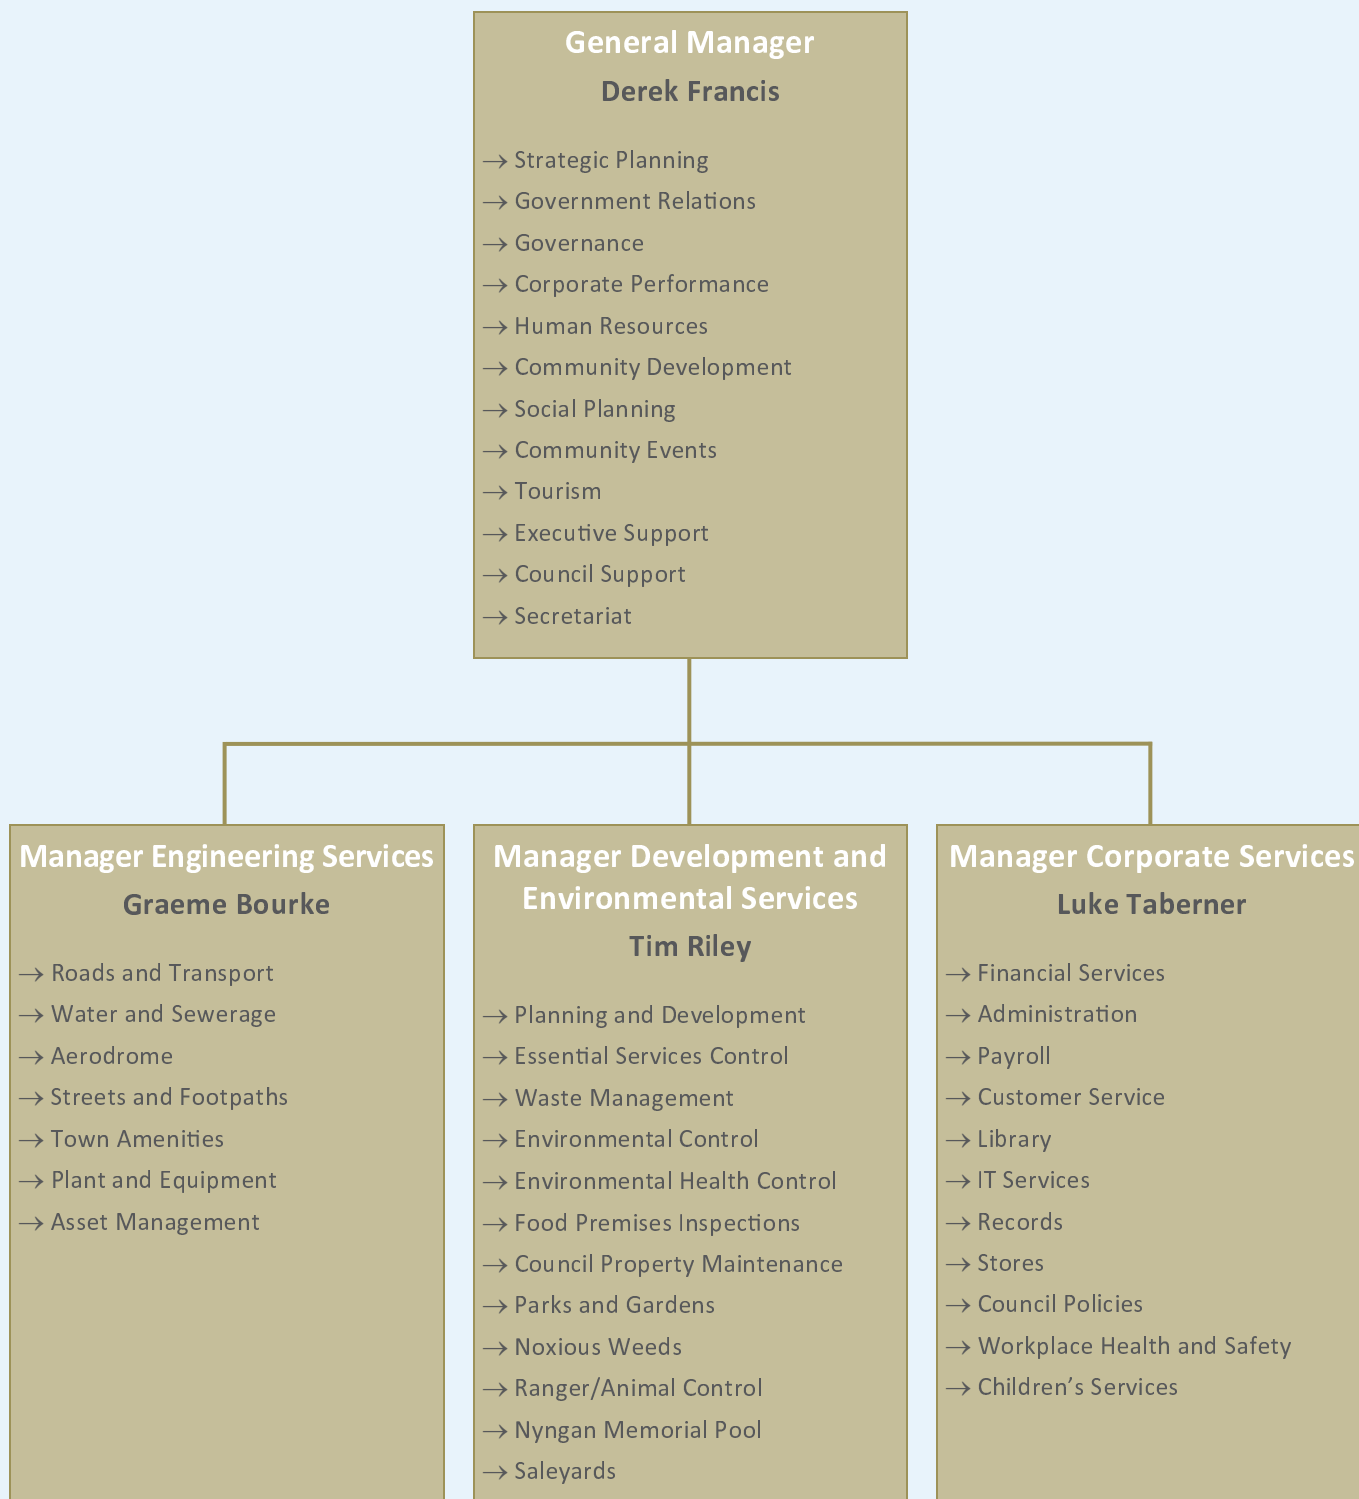 General Manager
Derek Francis
→ Strategic Planning
→ Government Relations
→ Governance
→ Corporate Performance
→ Human Resources
→ Community Development
→ Social Planning
→ Community Events
→ Tourism
→ Executive Support
→ Council Support
→ Secretariat
Manager Engineering Services
Graeme Bourke
→ Roads and Transport
→ Water and Sewerage
→ Aerodrome
→ Streets and Footpaths
→ Town Amenities
→ Plant and Equipment
→ Asset Management
Manager Development and
Environmental Services
Tim Riley
→ Planning and Development
→ Essential Services Control
→ Waste Management
→ Environmental Control
→ Environmental Health Control
→ Food Premises Inspections
→ Council Property Maintenance
→ Parks and Gardens
→ Noxious Weeds
→ Ranger/Animal Control
→ Nyngan Memorial Pool
→ Saleyards
Manager Corporate Services
Luke Taberner
→ Financial Services
→ Administration
→ Payroll
→ Customer Service
→ Library
→ IT Services
→ Records
→ Stores
→ Council Policies
→ Workplace Health and Safety
→ Children’s Services